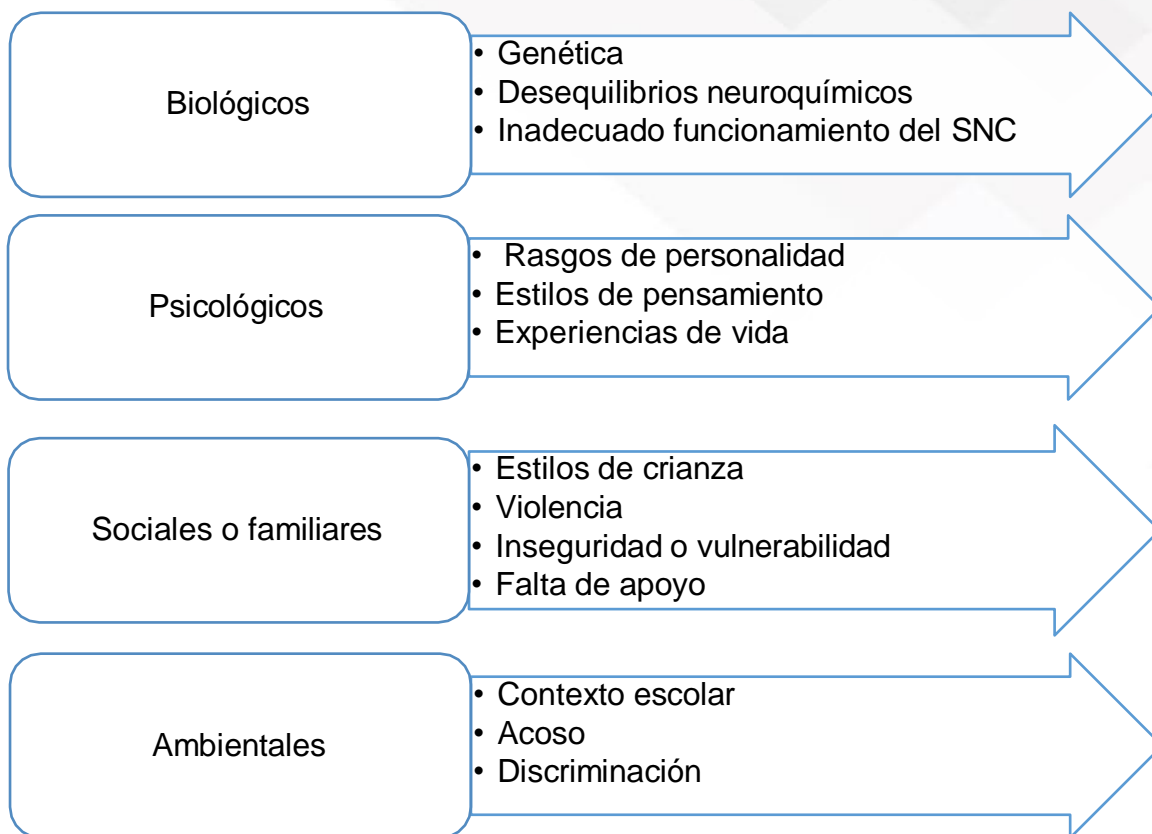 Biológicos
• Genética
• Desequilibrios neuroquímicos
• Inadecuado funcionamiento del SNC
Psicológicos
• Rasgos de personalidad
• Estilos de pensamiento
• Experiencias de vida
Sociales o familiares
• Estilos de crianza
• Violencia
• Inseguridad o vulnerabilidad
• Falta de apoyo
Ambientales
• Contexto escolar
• Acoso
• Discriminación